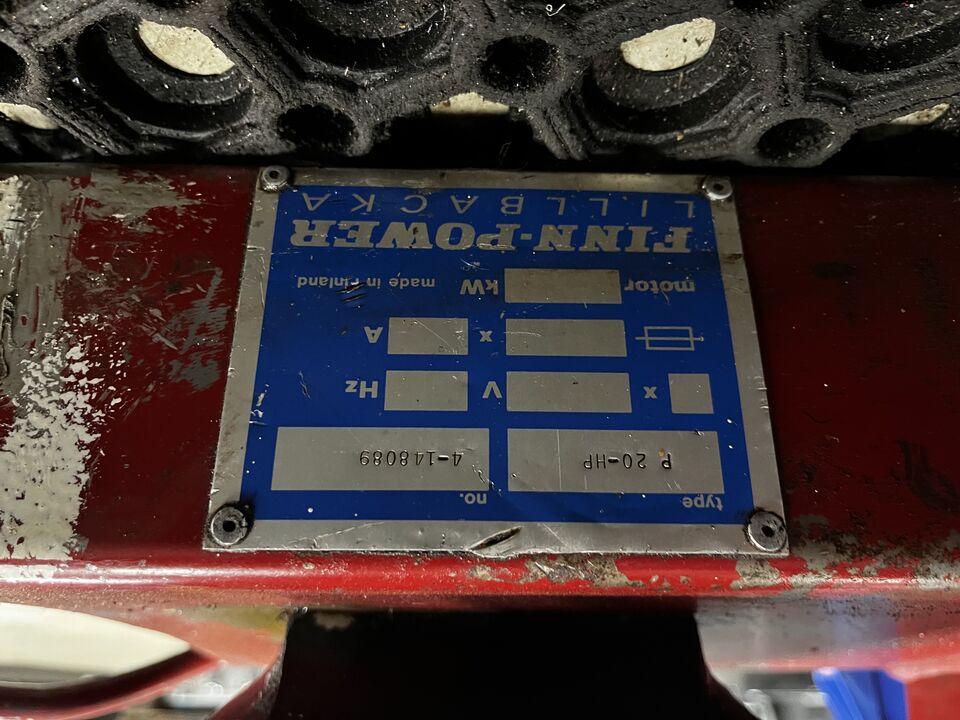 type no.
P 20-HP 4-148089
x V Hz
x A
motor kW made in Finland
FINN-POWER
LILLBACKA